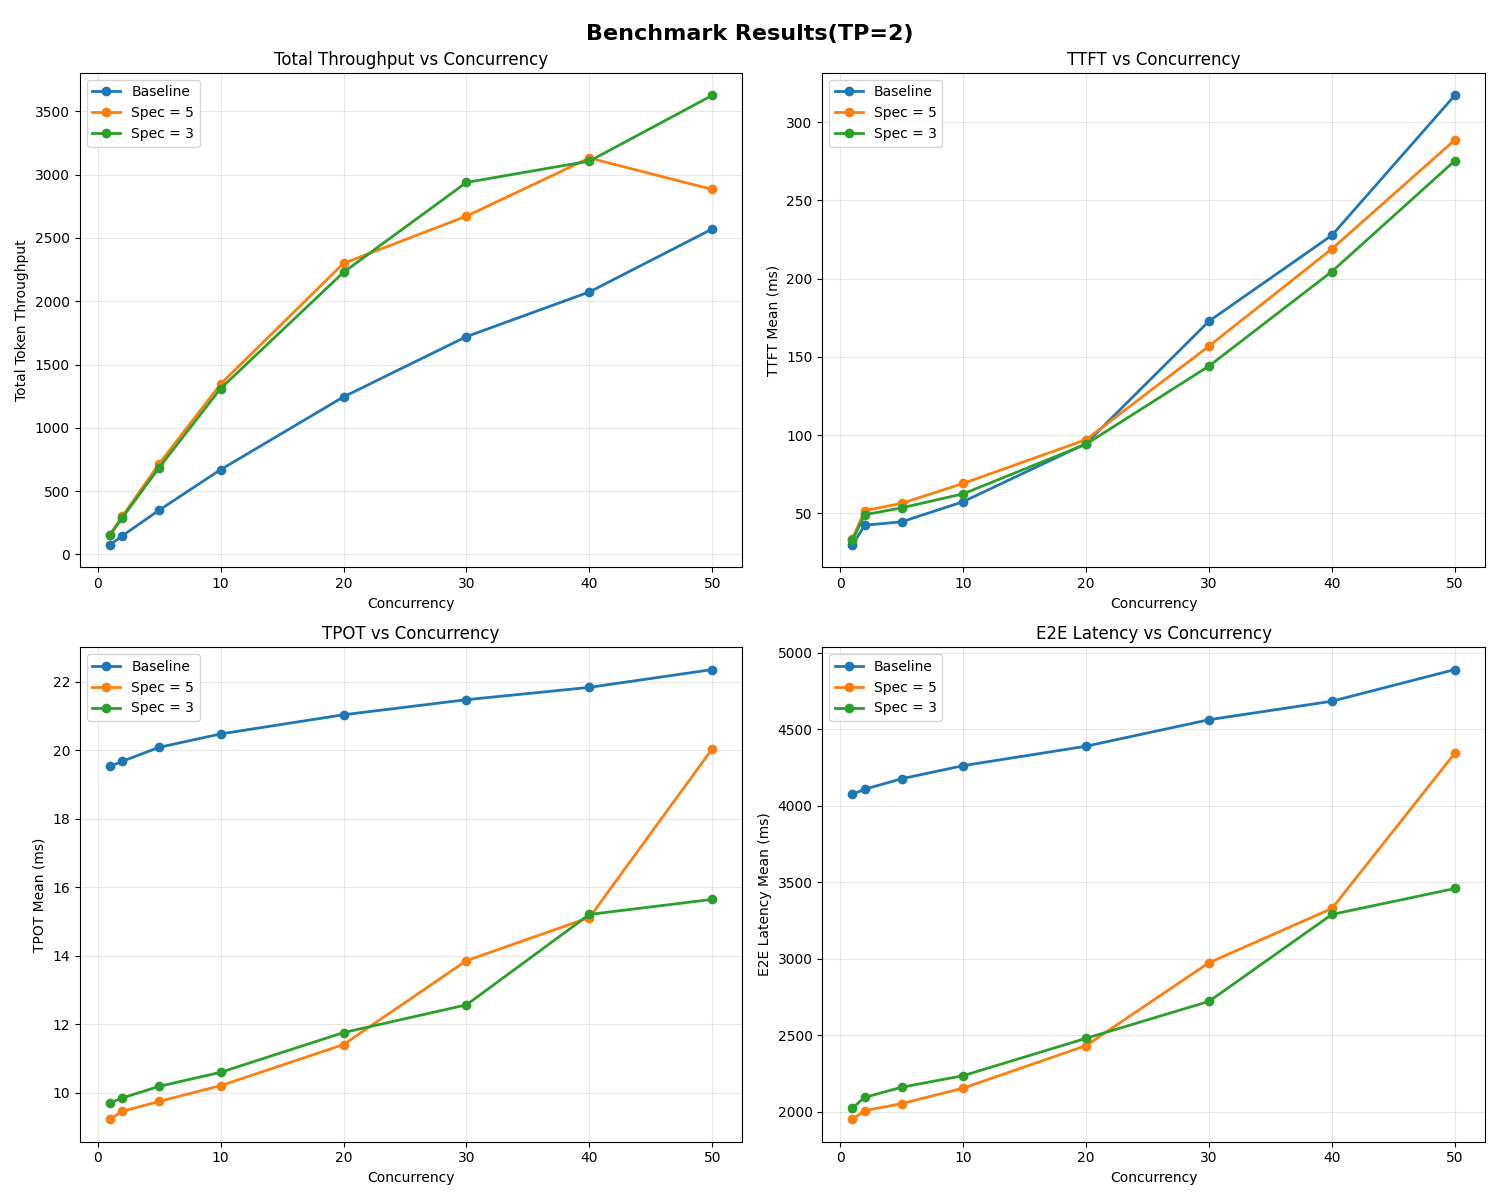 Benchmark Results(TP=2)
Total Throughput vs Concurrency
Baseline
Spec = 5
Spec = 3
Total Token Throughput
3500
3000
2500
2000
1500
1000
500
0
0 10 20 30 40 50
Concurrency
TTFT vs Concurrency
Baseline
Spec = 5
Spec = 3
TTFT Mean (ms)
300
250
200
150
100
50
0 10 20 30 40 50
Concurrency
TPOT vs Concurrency
Baseline
Spec = 5
Spec = 3
TPOT Mean (ms)
22
20
18
16
14
12
10
0 10 20 30 40 50
Concurrency
E2E Latency vs Concurrency
Baseline
Spec = 5
Spec = 3
E2E Latency Mean (ms)
5000
4500
4000
3500
3000
2500
2000
0 10 20 30 40 50
Concurrency